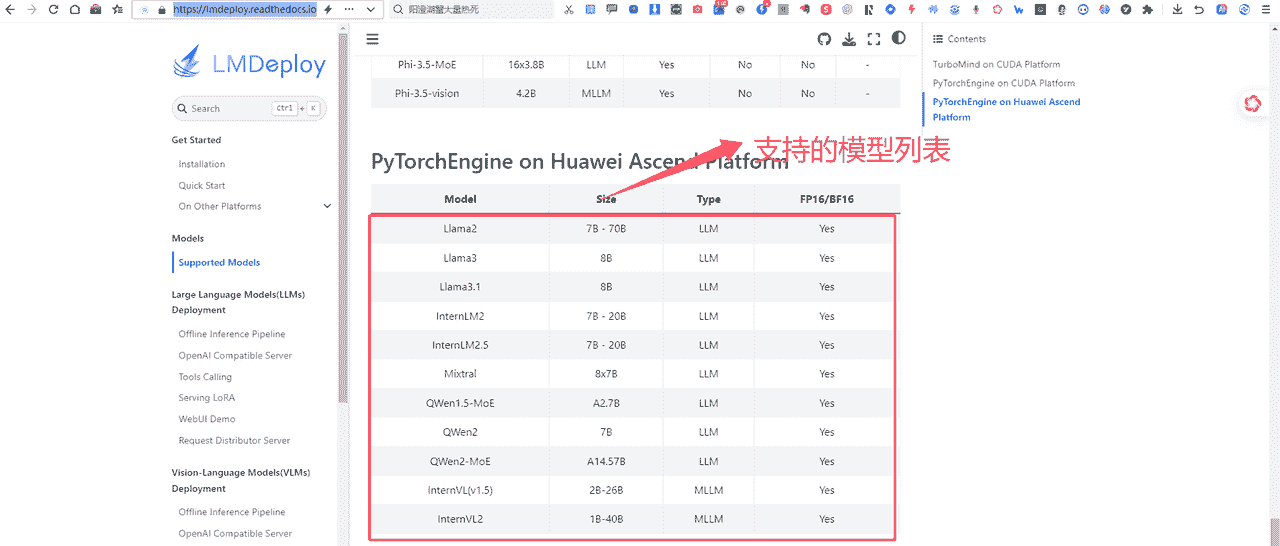 https://lmdeploy.readthedocs.io
阳澄湖蟹大量热死
LMDeploy
Search Ctrl + K
Get Started
Installation
Quick Start
On Other Platforms
Models
Supported Models
Large Language Models(LLMs)
Deployment
Offline Inference Pipeline
OpenAI Compatible Server
Tools Calling
Serving LoRA
WebUI Demo
Request Distributor Server
Vision-Language Models(VLMs)
Deployment
Offline Inference Pipeline
OpenAI Compatible Server
Phi-3.5-MoE 16x3.8B LLM Yes No No -
Phi-3.5-vision 4.2B MLLM Yes No No -
支持的模型列表
PyTorchEngine on Huawei Ascend Platform
Model Size Type FP16/BF16
Llama2 7B - 70B LLM Yes
Llama3 8B LLM Yes
Llama3.1 8B LLM Yes
InternLM2 7B - 20B LLM Yes
InternLM2.5 7B - 20B LLM Yes
Mixtral 8x7B LLM Yes
QWen1.5-MoE A2.7B LLM Yes
QWen2 7B LLM Yes
QWen2-MoE A14.57B LLM Yes
InternVL(v1.5) 2B-26B MLLM Yes
InternVL2 1B-40B MLLM Yes
Contents
TurboMind on CUDA Platform
PyTorchEngine on CUDA Platform
PyTorchEngine on Huawei Ascend
Platform